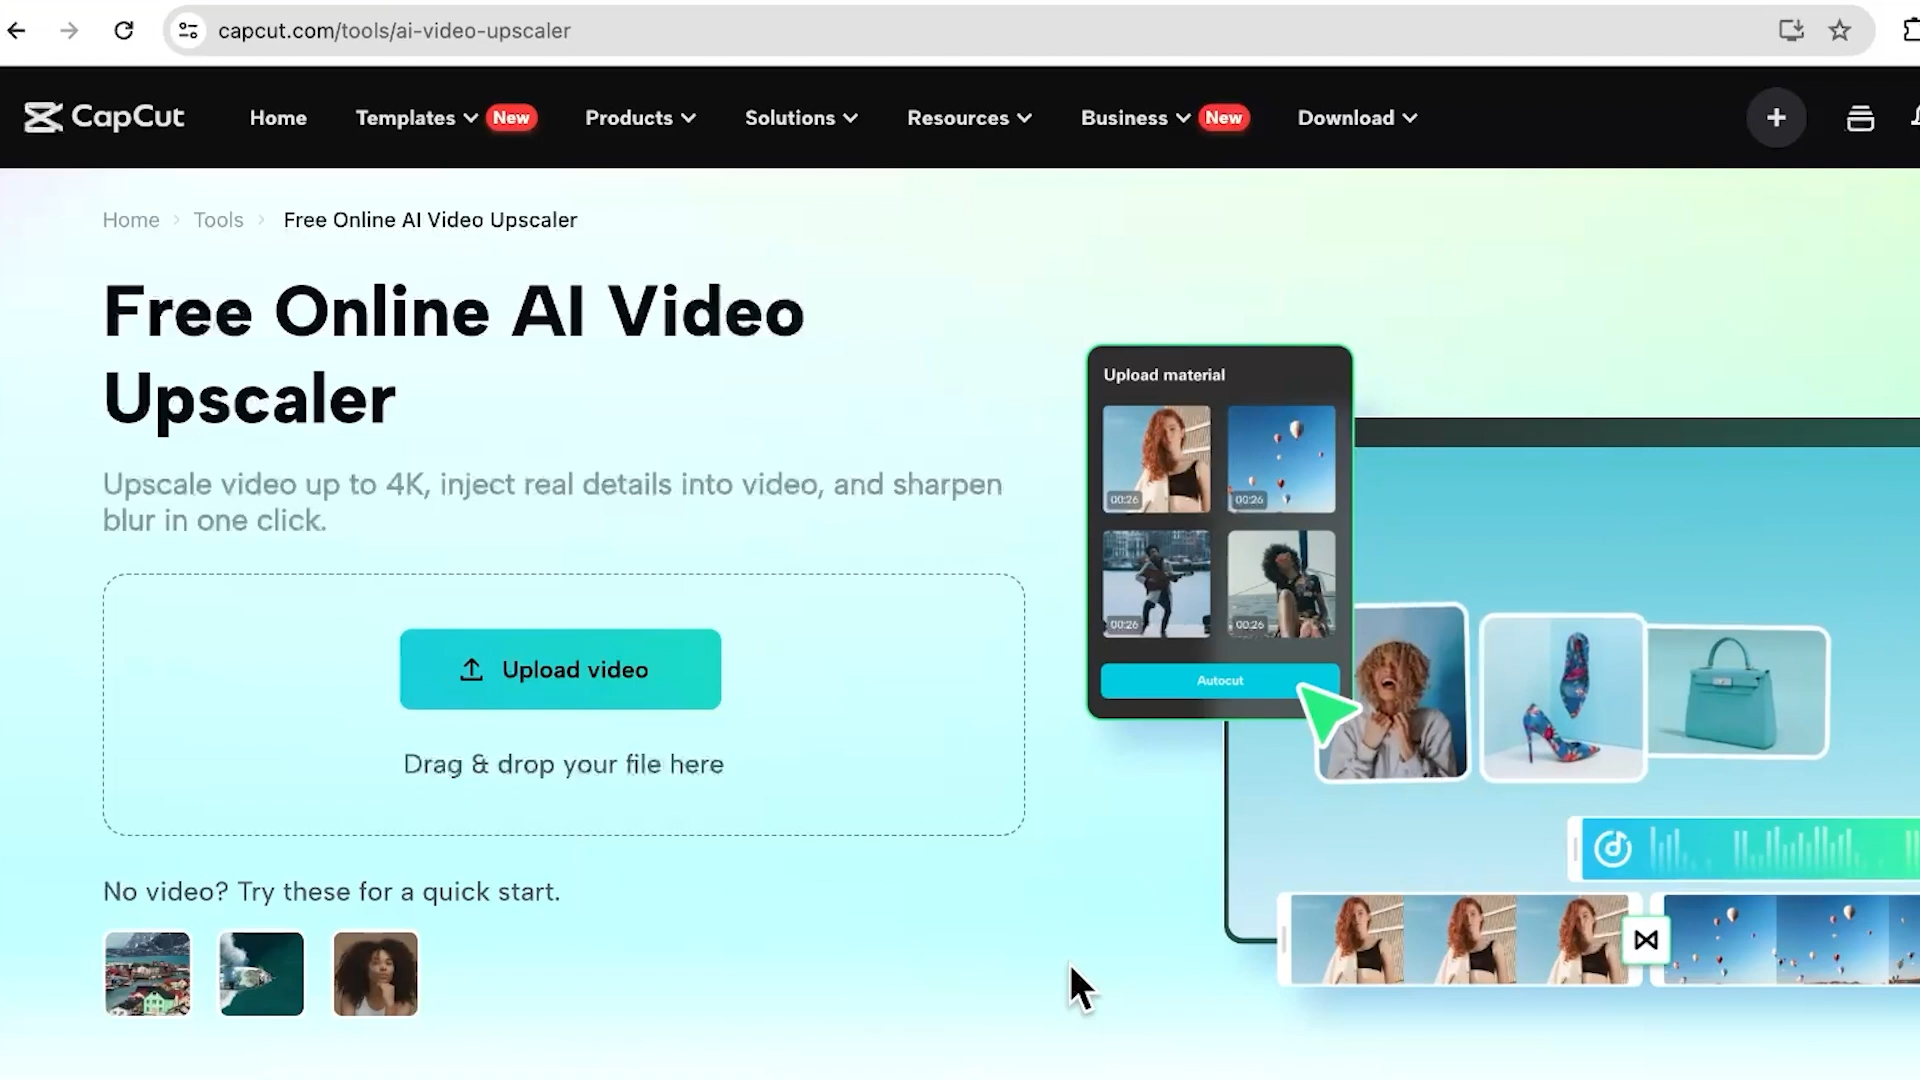 capcut.com/tools/ai-video-upscaler
CapCut
Home
Templates
New
Products
Solutions
Resources
Business
New
Download
Home
Tools
Free Online AI Video Upscaler
Free Online AI Video
Upscaler
Upscale video up to 4K, inject real details into video, and sharpen
blur in one click.
Upload video
Drag & drop your file here
No video? Try these for a quick start.
Upload material
00:26
00:26
00:26
00:26
Autocut